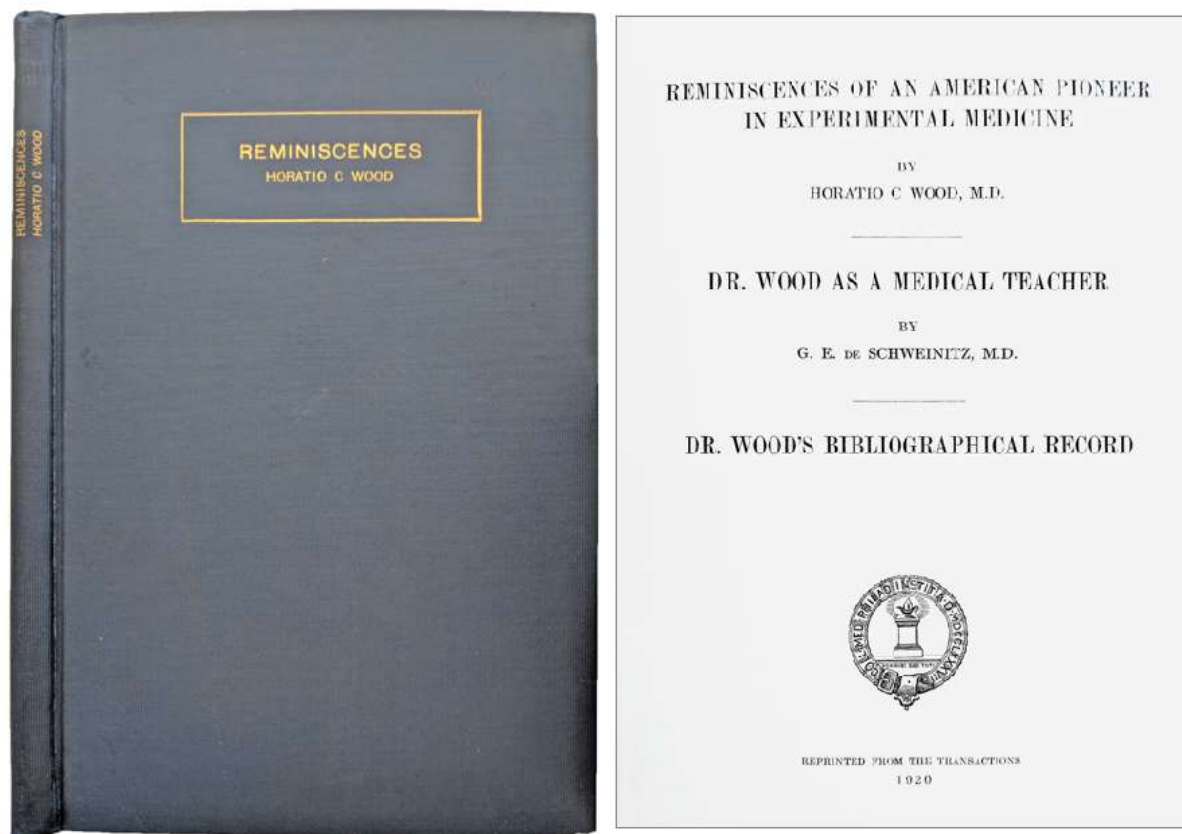 REMINISCENCES
HORATIO C WOOD
REMINISCENCES
HORATIO C WOOD
REMINISCENCES OF AN AMERICAN PIONEER
IN EXPERIMENTAL MEDICINE
BY
HORATIO C WOOD, M.D.
DR. WOOD AS A MEDICAL TEACHER
BY
G. E. DE SCHWEINITZ, M.D.
DR. WOOD'S BIBLIOGRAPHICAL RECORD
REPRINTED FROM THE TRANSACTIONS
1920